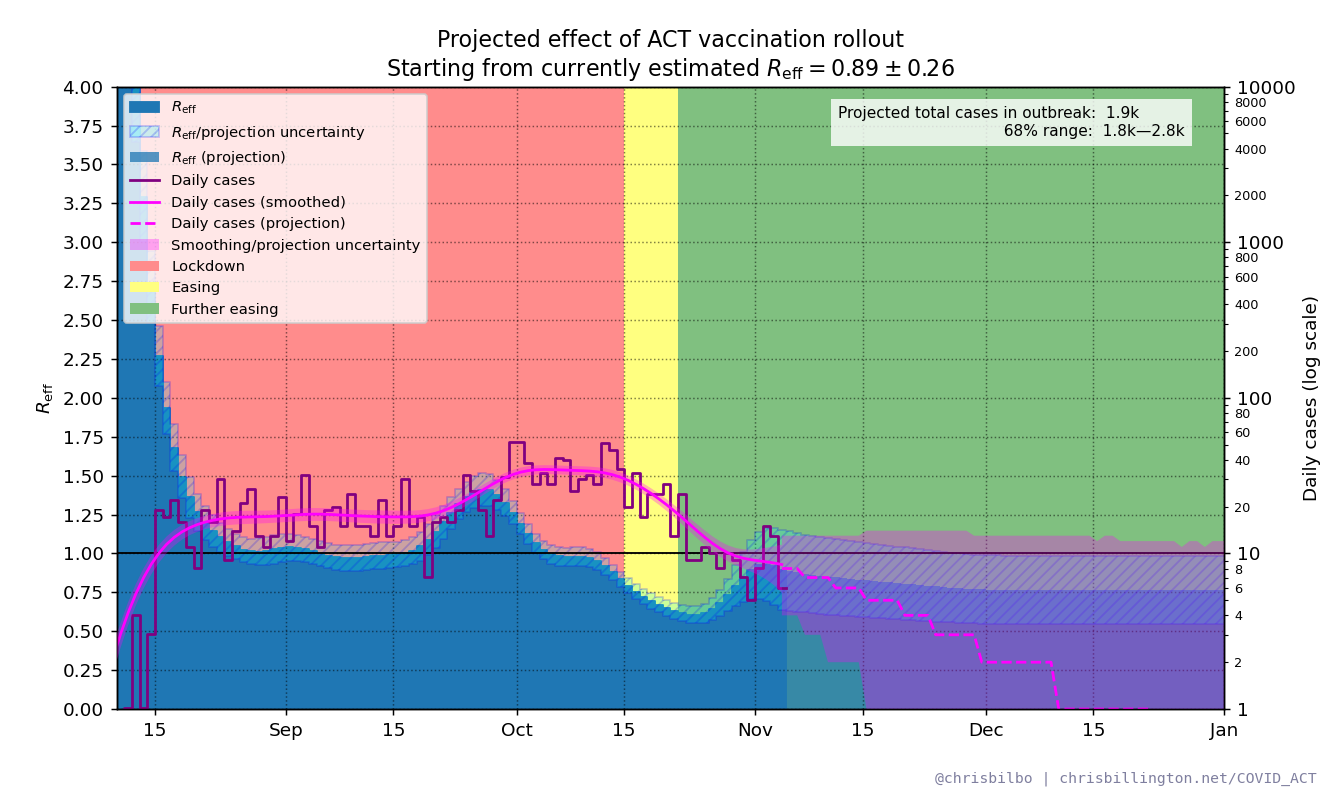 Projected effect of ACT vaccination rollout
Starting from currently estimated Reff = 0.89 ± 0.26
Reff
Reff/projection uncertainty
Reff (projection)
Daily cases
Daily cases (smoothed)
Daily cases (projection)
Smoothing/projection uncertainty
Lockdown
Easing
Further easing
Projected total cases in outbreak: 1.9k
68% range: 1.8k—2.8k
Reff
4.00
3.75
3.50
3.25
3.00
2.75
2.50
2.25
2.00
1.75
1.50
1.25
1.00
0.75
0.50
0.25
0.00
10000
8000
6000
4000
2000
1000
800
600
400
200
100
80
60
40
20
10
8
6
4
2
1
Daily cases (log scale)
15 Sep 15 Oct 15 Nov 15 Dec 15 Jan
@chrisbilbo | chrisbillington.net/COVID_ACT